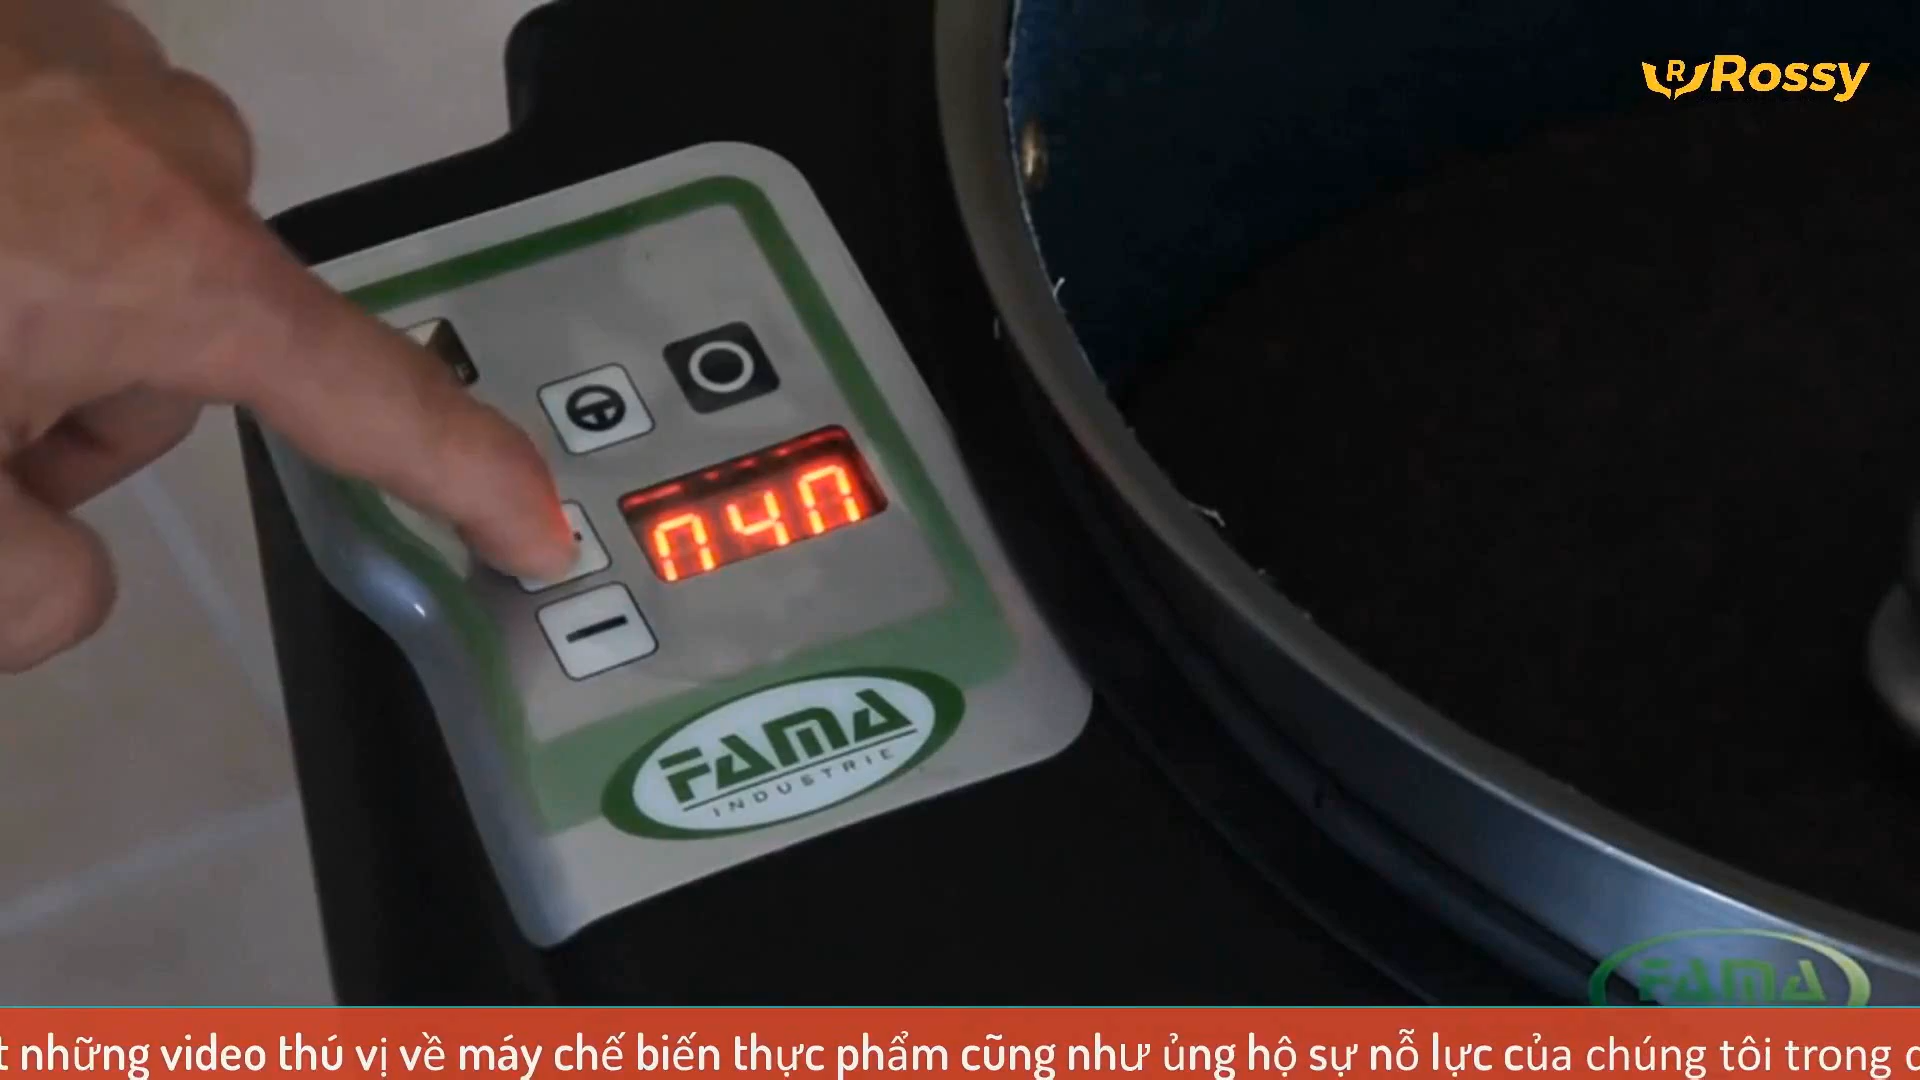 Rossy
FAMA
INDUSTRIE
FAMA
t những video thú vị về máy chế biến thực phẩm cũng như ủng hộ sự nỗ lực của chúng tôi trong